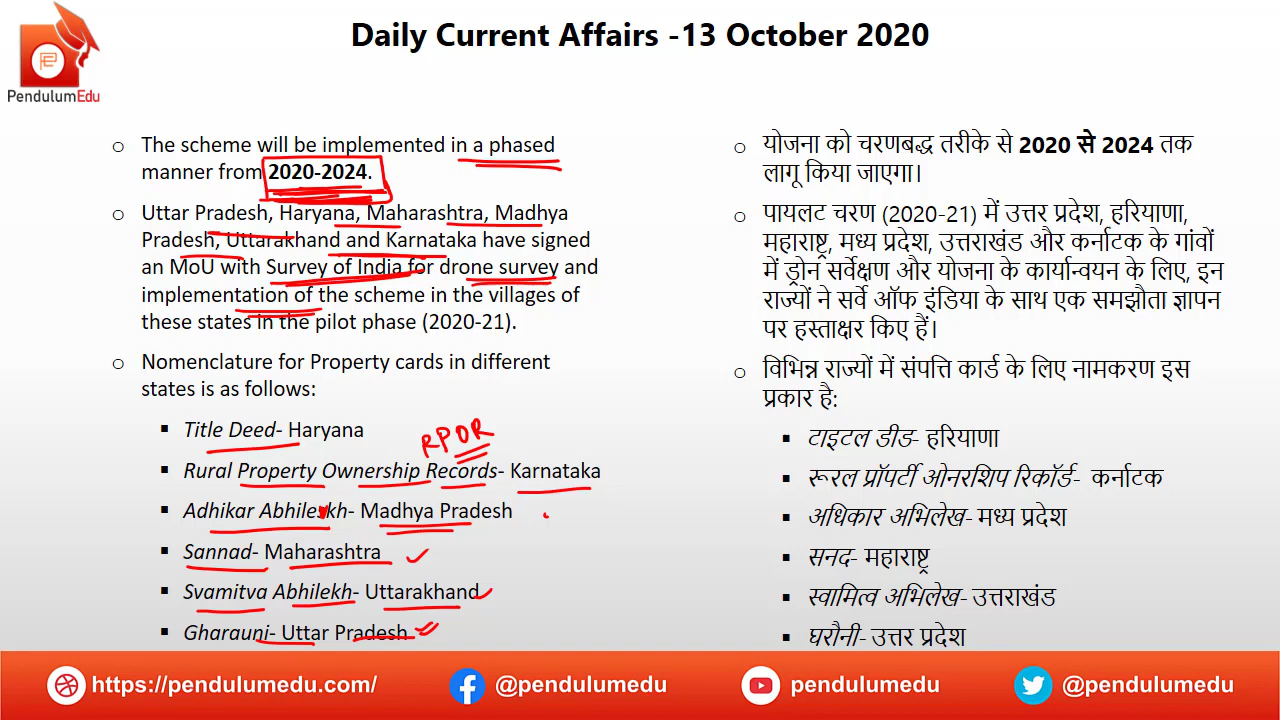 Daily Current Affairs -13 October 2020
PendulumEdu
The scheme will be implemented in a phased
manner from 2020-2024.
Uttar Pradesh, Haryana, Maharashtra, Madhya
Pradesh, Uttarakhand and Karnataka have signed
an MoU with Survey of India for drone survey and
implementation of the scheme in the villages of
these states in the pilot phase (2020-21).
Nomenclature for Property cards in different
states is as follows:
Title Deed- Haryana
RPOR
Rural Property Ownership Records- Karnataka
Adhikar Abhilekh- Madhya Pradesh
Sannad- Maharashtra
Svamitva Abhilekh- Uttarakhand
Gharauni- Uttar Pradesh
योजना को चरणबद्ध तरीके से 2020 से 2024 तक
लागू किया जाएगा।
पायलट चरण (2020-21) में उत्तर प्रदेश, हरियाणा,
महाराष्ट्र, मध्य प्रदेश, उत्तराखंड और कर्नाटक के गांवों
में ड्रोन सर्वेक्षण और योजना के कार्यान्वयन के लिए, इन
राज्यों ने सर्वे ऑफ इंडिया के साथ एक समझौता ज्ञापन
पर हस्ताक्षर किए हैं।
विभिन्न राज्यों में संपत्ति कार्ड के लिए नामकरण इस
प्रकार है:
टाइटल डीड- हरियाणा
रूरल प्रॉपर्टी ओनरशिप रिकॉर्ड- कर्नाटक
अधिकार अभिलेख- मध्य प्रदेश
सनद- महाराष्ट्र
स्वामित्व अभिलेख- उत्तराखंड
घरौनी- उत्तर प्रदेश
https://pendulumedu.com/ @pendulumedu pendulumedu @pendulumedu